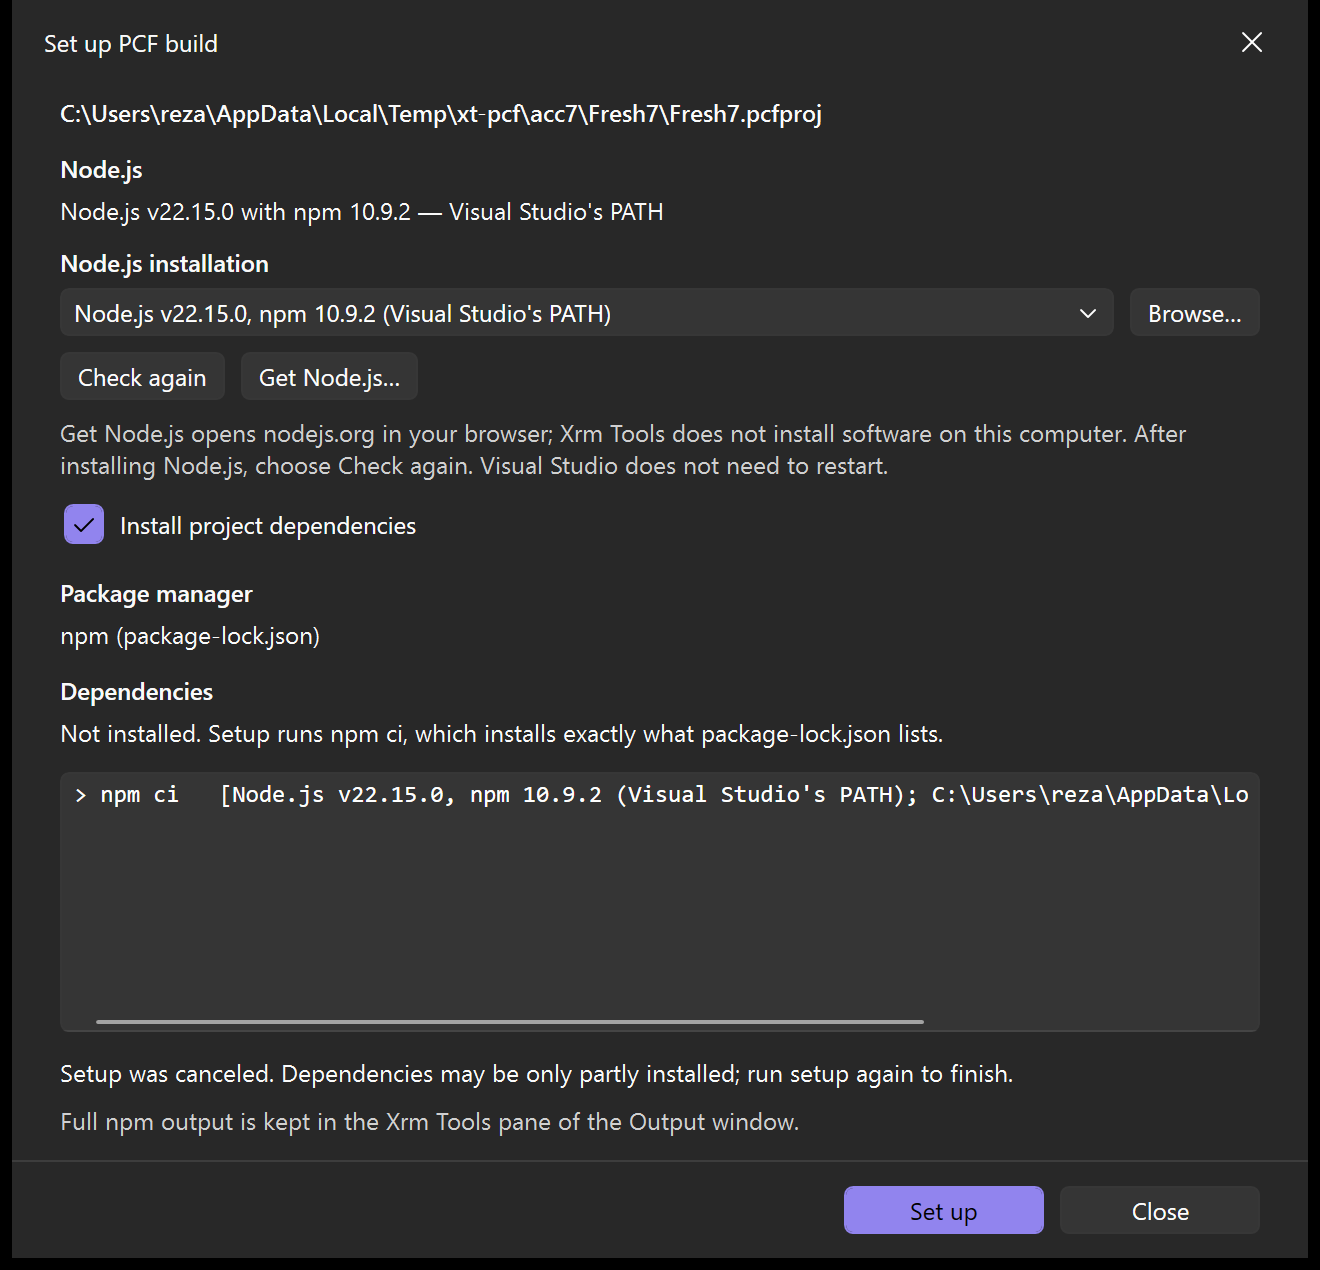 Set up PCF build
C:\Users\reza\AppData\Local\Temp\xt-pcf\acc7\Fresh7\Fresh7.pcfproj
Node.js
Node.js v22.15.0 with npm 10.9.2 — Visual Studio's PATH
Node.js installation
Node.js v22.15.0, npm 10.9.2 (Visual Studio's PATH)
Browse...
Check again
Get Node.js...
Get Node.js opens nodejs.org in your browser; Xrm Tools does not install software on this computer. After
installing Node.js, choose Check again. Visual Studio does not need to restart.
Install project dependencies
Package manager
npm (package-lock.json)
Dependencies
Not installed. Setup runs npm ci, which installs exactly what package-lock.json lists.
> npm ci   [Node.js v22.15.0, npm 10.9.2 (Visual Studio's PATH); C:\Users\reza\AppData\Lo
Setup was canceled. Dependencies may be only partly installed; run setup again to finish.
Full npm output is kept in the Xrm Tools pane of the Output window.
Set up
Close